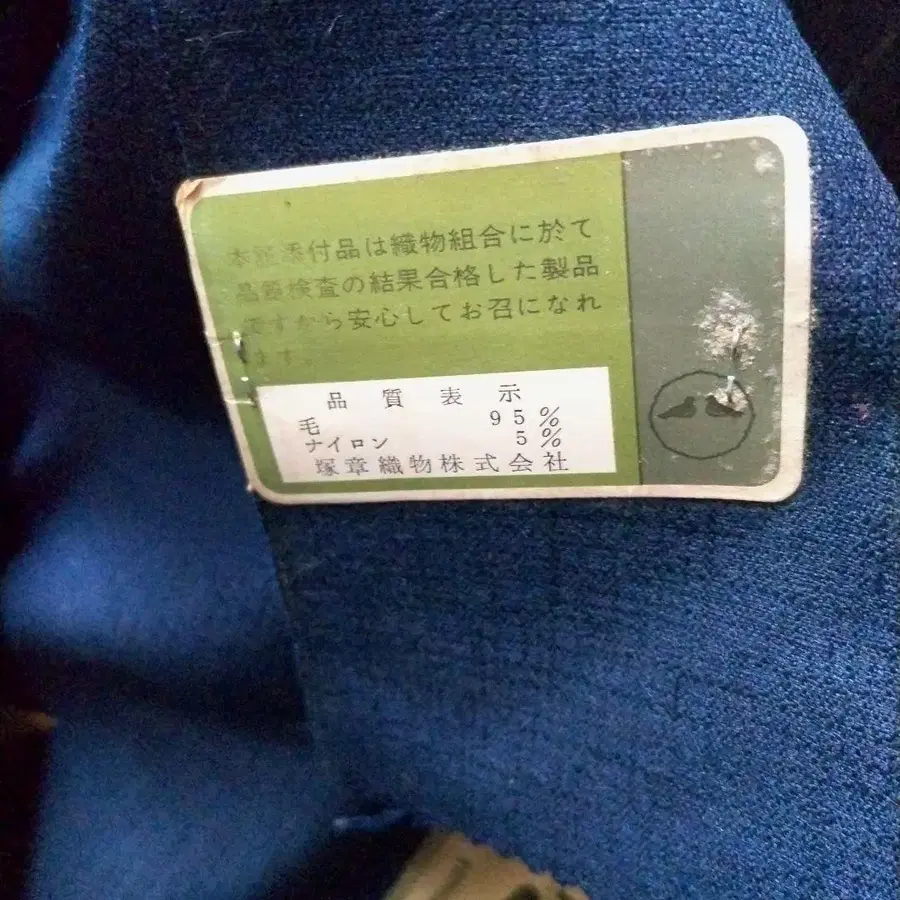 本証添付品は織物組合に於て
品質検査の結果合格した製品
ですから安心してお召になれ
ます。
品質表示
毛 95%
ナイロン 5%
塚章織物株式会社